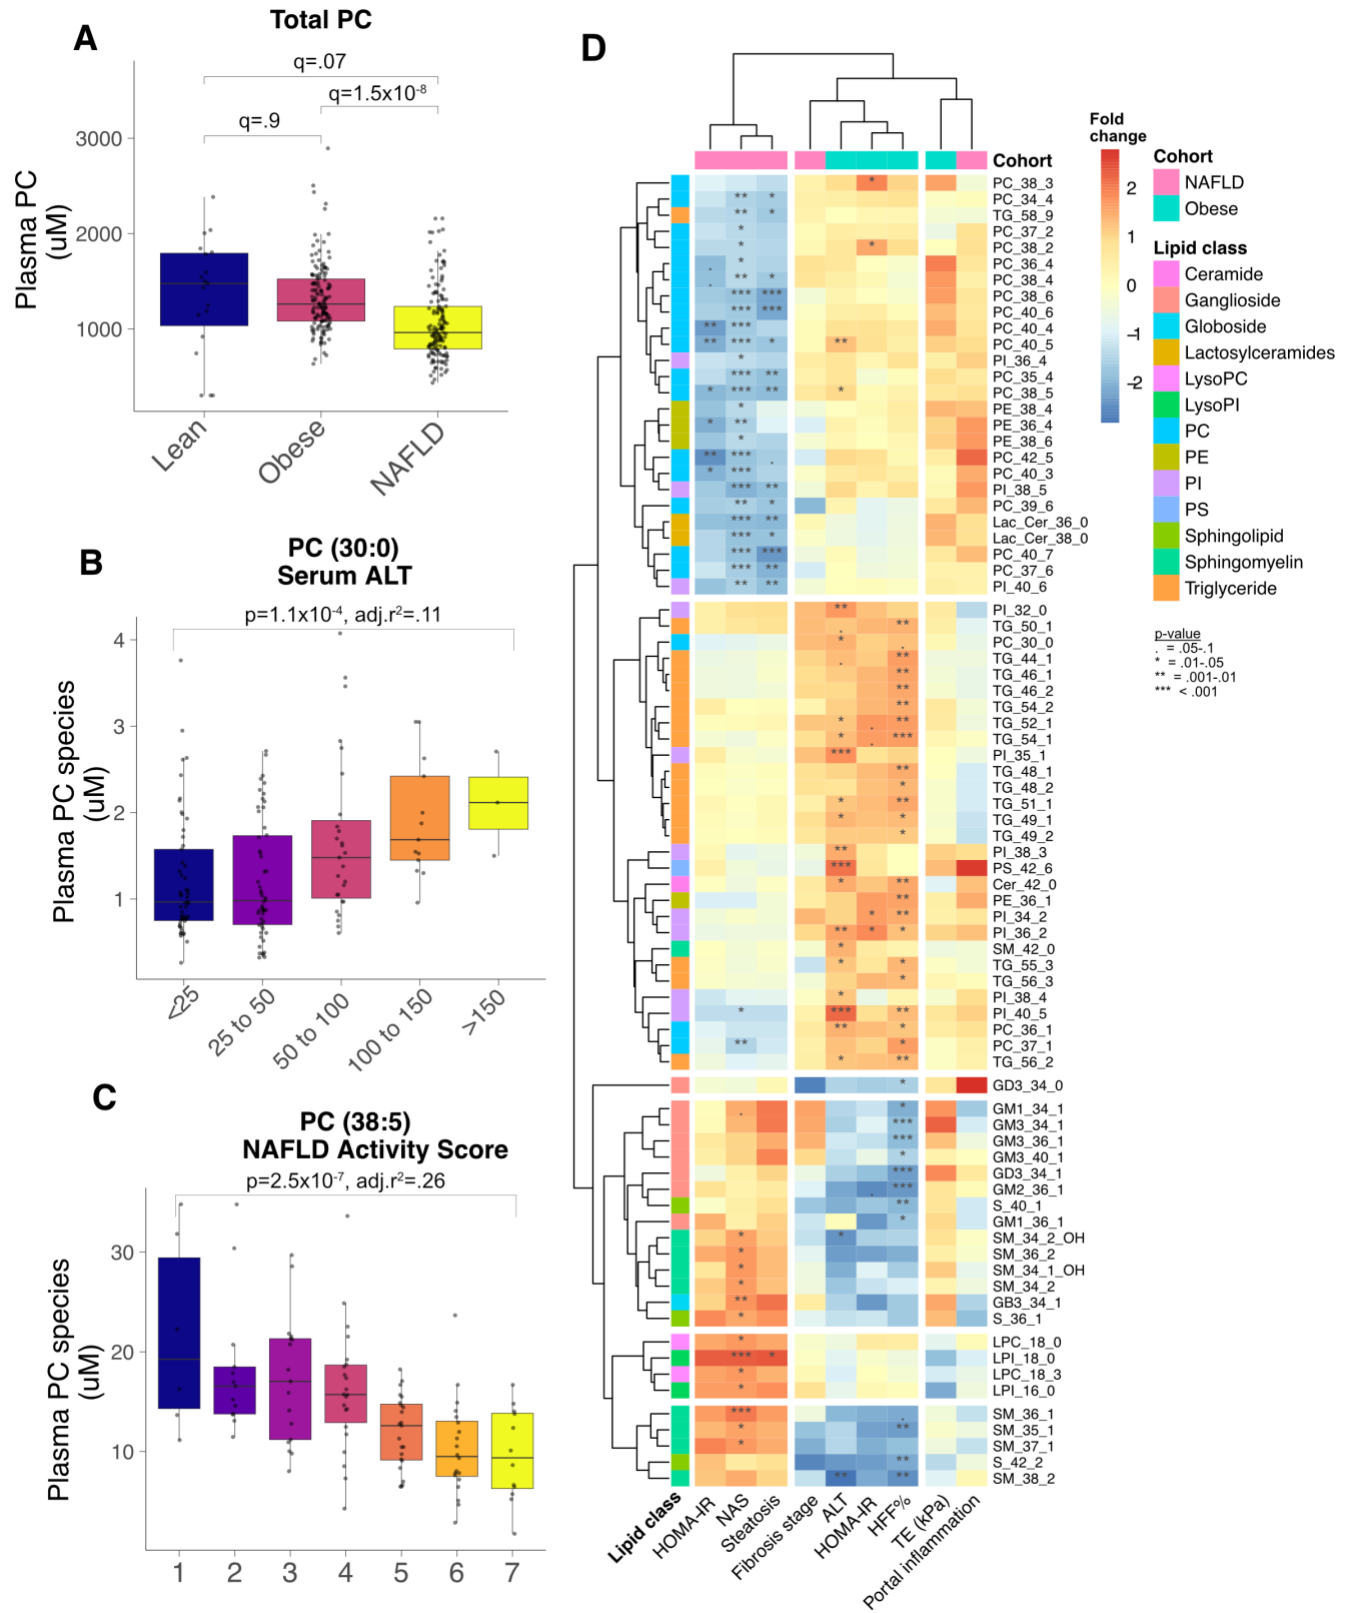 A
Total PC
q=.07
q=1.5x10-8
q=.9
Plasma PC
(uM)
3000
2000
1000
Lean
Obese
NAFLD
B
PC (30:0)
Serum ALT
p=1.1x10-4, adj.r2=.11
Plasma PC species
(uM)
4
3
2
1
<25
25 to 50
50 to 100
100 to 150
>150
C
PC (38:5)
NAFLD Activity Score
p=2.5x10-7, adj.r2=.26
Plasma PC species
(uM)
30
20
10
1 2 3 4 5 6 7
D
Cohort
PC_38_3
PC_34_4
TG_58_9
PC_37_2
PC_38_2
PC_36_4
PC_38_4
PC_38_6
PC_40_6
PC_40_4
PC_40_5
PI_36_4
PC_35_4
PC_38_5
PE_38_4
PE_36_4
PE_38_6
PC_42_5
PC_40_3
PI_38_5
PC_39_6
Lac_Cer_36_0
Lac_Cer_38_0
PC_40_7
PC_37_6
PI_40_6
PI_32_0
TG_50_1
PC_30_0
TG_44_1
TG_46_1
TG_46_2
TG_54_2
TG_52_1
TG_54_1
PI_35_1
TG_48_1
TG_48_2
TG_51_1
TG_49_1
TG_49_2
PI_38_3
PS_42_6
Cer_42_0
PE_36_1
PI_34_2
PI_36_2
SM_42_0
TG_55_3
TG_56_3
PI_38_4
PI_40_5
PC_36_1
PC_37_1
TG_56_2
GD3_34_0
GM1_34_1
GM3_34_1
GM3_36_1
GM3_40_1
GD3_34_1
GM2_36_1
S_40_1
GM1_36_1
SM_34_2_OH
SM_36_2
SM_34_1_OH
SM_34_2
GB3_34_1
S_36_1
LPC_18_0
LPI_18_0
LPC_18_3
LPI_16_0
SM_36_1
SM_35_1
SM_37_1
S_42_2
SM_38_2
Lipid class
HOMA-IR
NAS
Steatosis
Fibrosis stage
ALT
HOMA-IR
HFF%
TE (kPa)
Portal inflammation
Fold
change
2
1
0
-1
-2
Cohort
NAFLD
Obese
Lipid class
Ceramide
Ganglioside
Globoside
Lactosylceramides
LysoPC
LysoPI
PC
PE
PI
PS
Sphingolipid
Sphingomyelin
Triglyceride
p-value
. = .05-.1
* = .01-.05
** = .001-.01
*** < .001